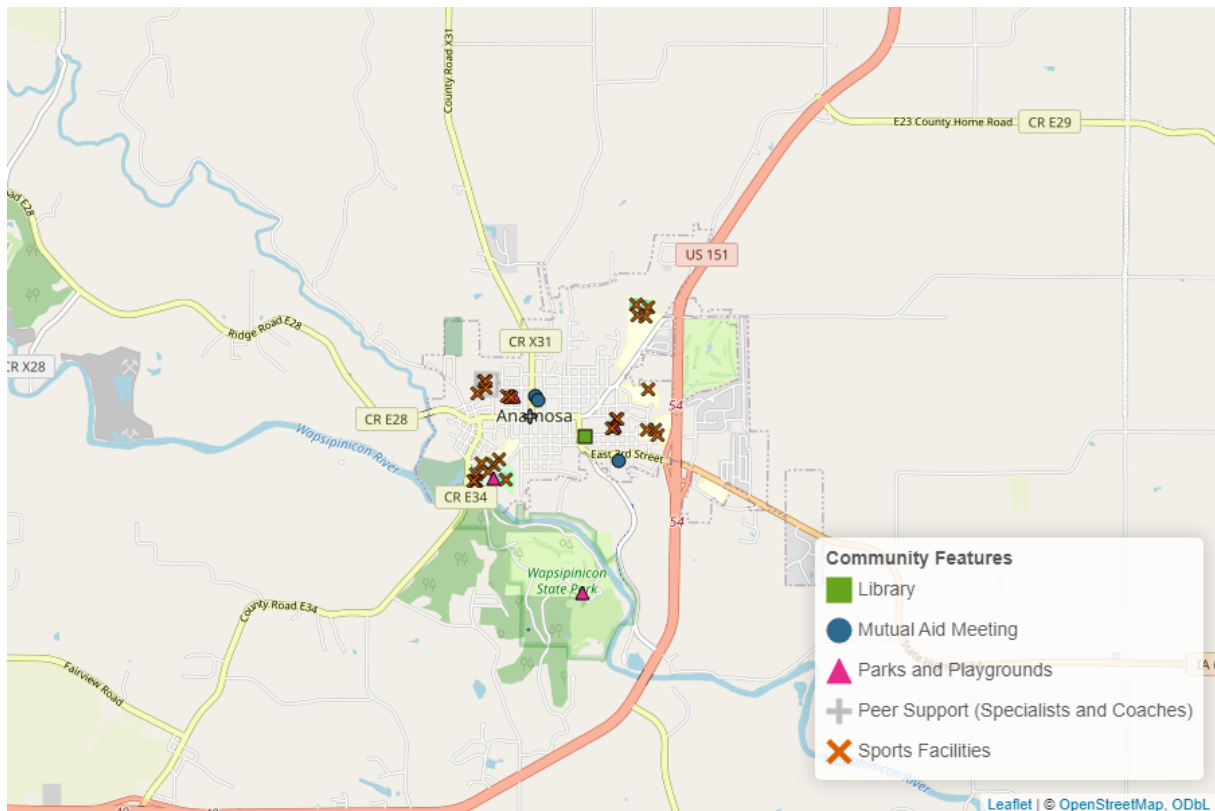 County Road X31
E23 County Home Road
CR E29
US 151
Ridge Road E28
CR X31
CR X28
54
Anamosa
CR E28
Wapsipinicon River
East 3rd Street
CR E34
54
Wapsipinicon
State Park
County Road E34
Fairview Road
Community Features
Library
Mutual Aid Meeting
Parks and Playgrounds
Peer Support (Specialists and Coaches)
Sports Facilities
Leaflet | © OpenStreetMap, ODbL